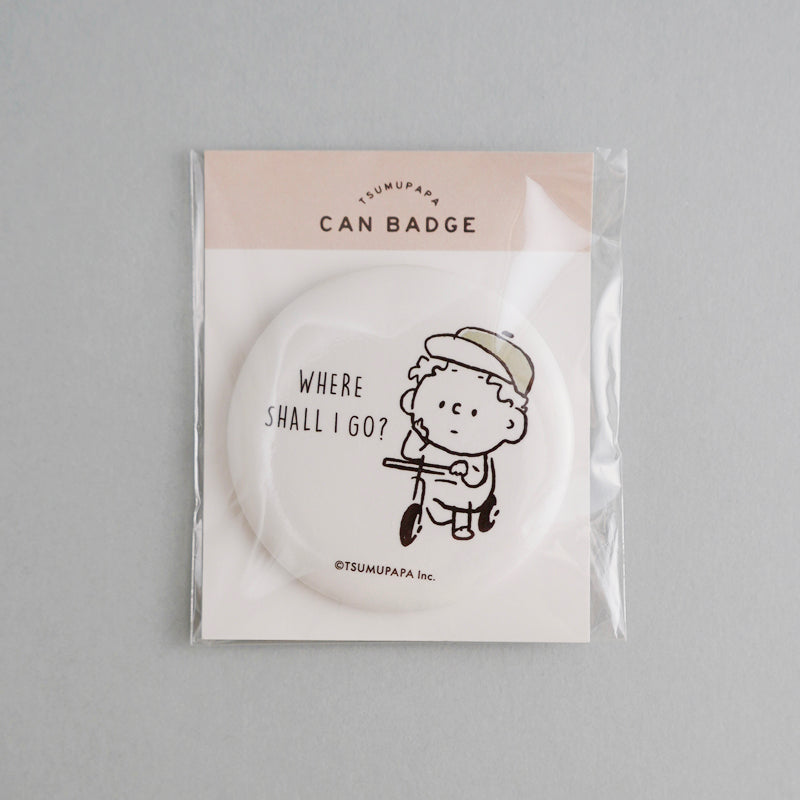 TSUMUPAPA
CAN BADGE
WHERE
SHALL I GO?
©TSUMUPAPA Inc.